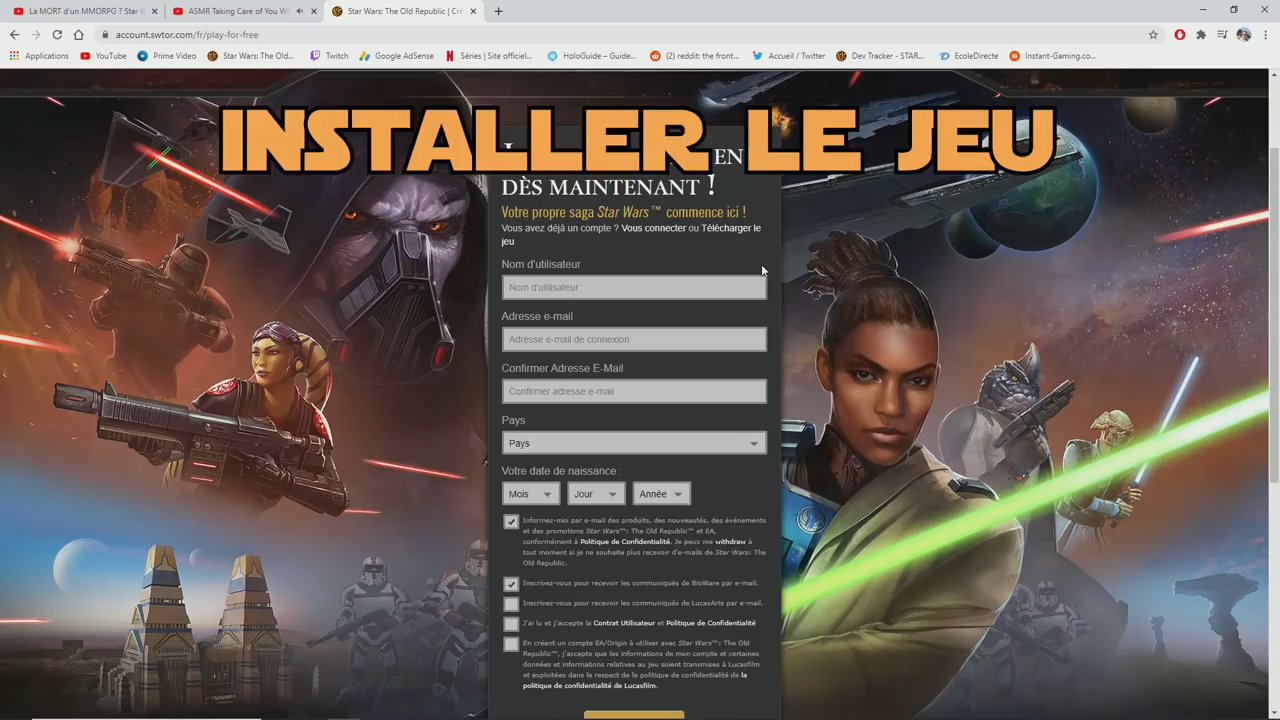 La MORT d'un MMORPG ? Star W
ASMR Taking Care of You W
Star Wars: The Old Republic | Cré
account.swtor.com/fr/play-for-free
Applications
YouTube
Prime Video
Star Wars: The Old...
Twitch
Google AdSense
Séries | Site officiel...
HoloGuide – Guide...
(2) reddit: the front...
Accueil / Twitter
Dev Tracker - STAR...
EcoleDirecte
Instant-Gaming.co...
INSTALLER LE JEU
EN
DÈS MAINTENANT !
Votre propre saga Star Wars™ commence ici !
Vous avez déjà un compte ? Vous connecter ou Télécharger le
jeu
Nom d'utilisateur
Nom d'utilisateur
Adresse e-mail
Adresse e-mail de connexion
Confirmer Adresse E-Mail
Confirmer adresse e-mail
Pays
Pays
Votre date de naissance :
Mois Jour Année
Informez-moi par e-mail des produits, des nouveautés, des événements
et des promotions Star Wars™: The Old Republic™ et EA,
conformément à Politique de Confidentialité. Je peux me withdraw à
tout moment si je ne souhaite plus recevoir d'e-mails de Star Wars: The
Old Republic.
Inscrivez-vous pour recevoir les communiqués de BioWare par e-mail.
Inscrivez-vous pour recevoir les communiqués de LucasArts par e-mail.
J'ai lu et j'accepte la Contrat Utilisateur et Politique de Confidentialité
En créant un compte EA/Origin à utiliser avec Star Wars™: The Old
Republic™, j'accepte que les informations de mon compte et certaines
données et informations relatives au jeu soient transmises à Lucasfilm
et exploitées dans le respect de la politique de confidentialité de la
politique de confidentialité de Lucasfilm.